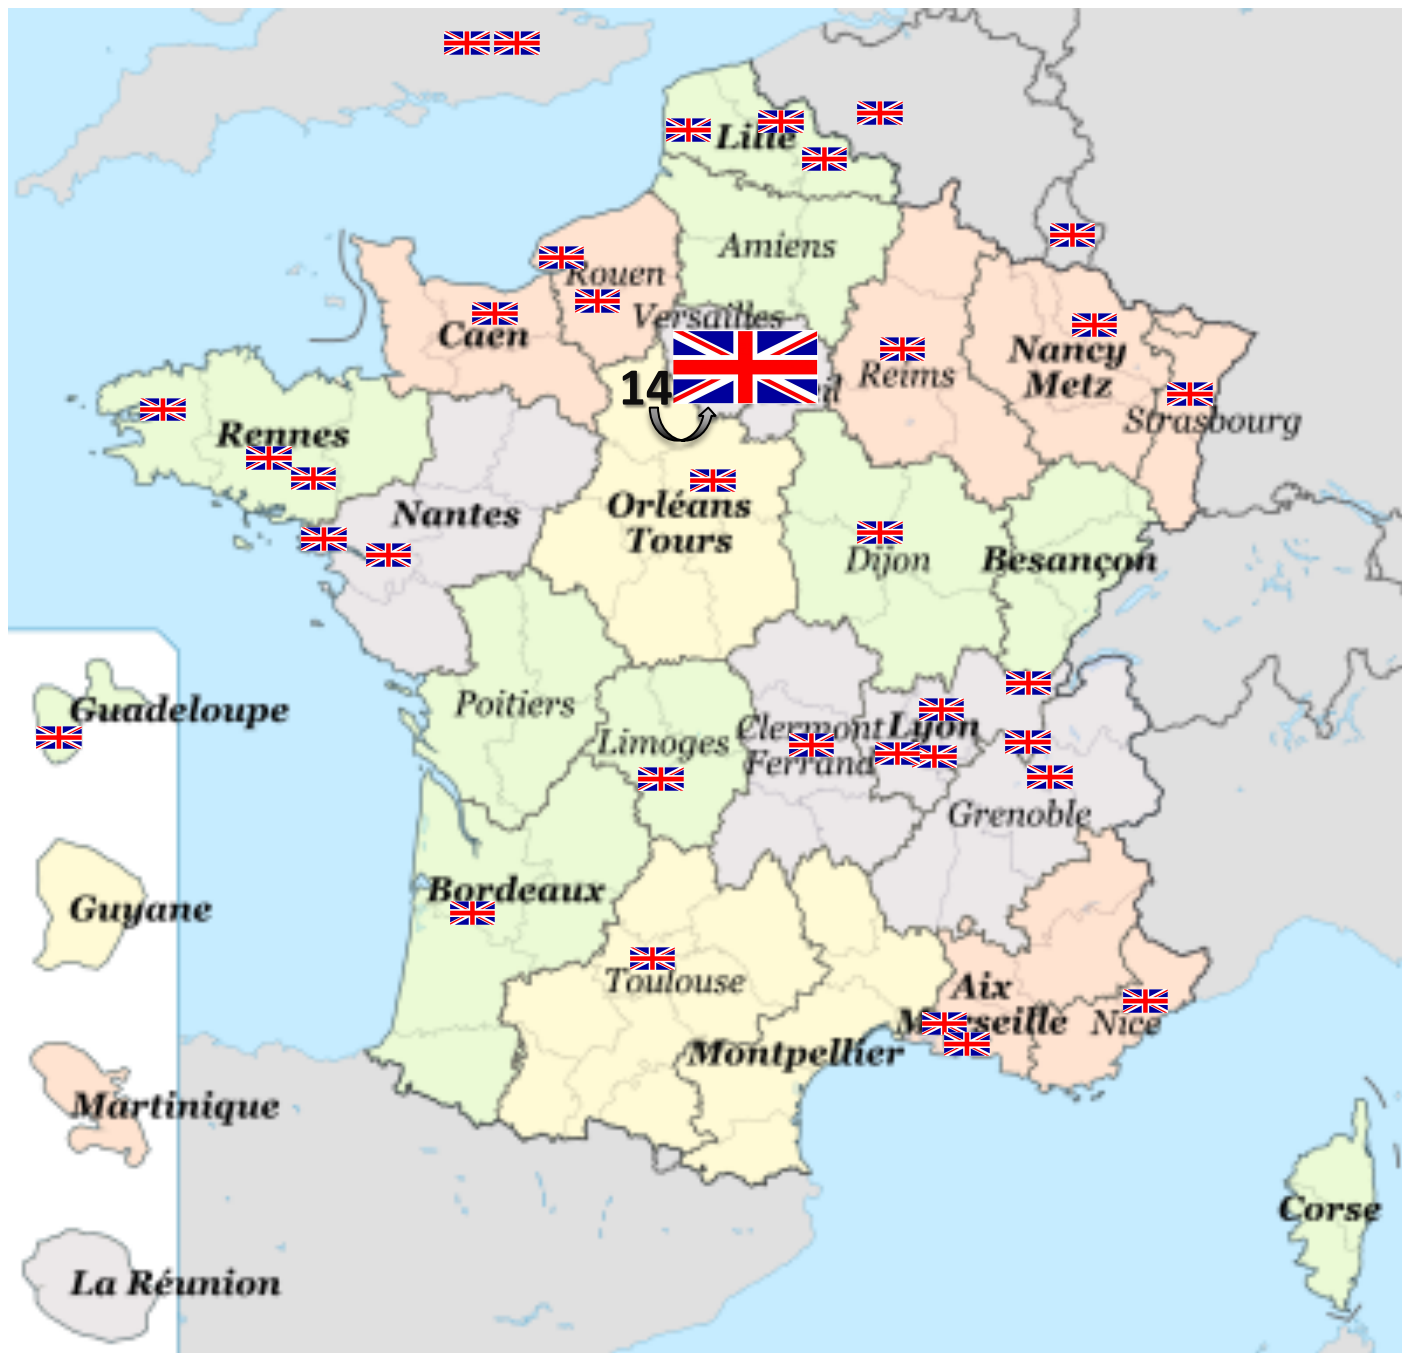 Lille
Amiens
Rouen
Versailles
Caen
14
Reims
Nancy
Metz
Strasbourg
Rennes
Nantes
Orléans
Tours
Dijon
Besançon
Guadeloupe
Poitiers
Limoges
Clermont
Ferrand
Lyon
Grenoble
Bordeaux
Guyane
Toulouse
Aix
Marseille
Nice
Montpellier
Martinique
Corse
La Réunion